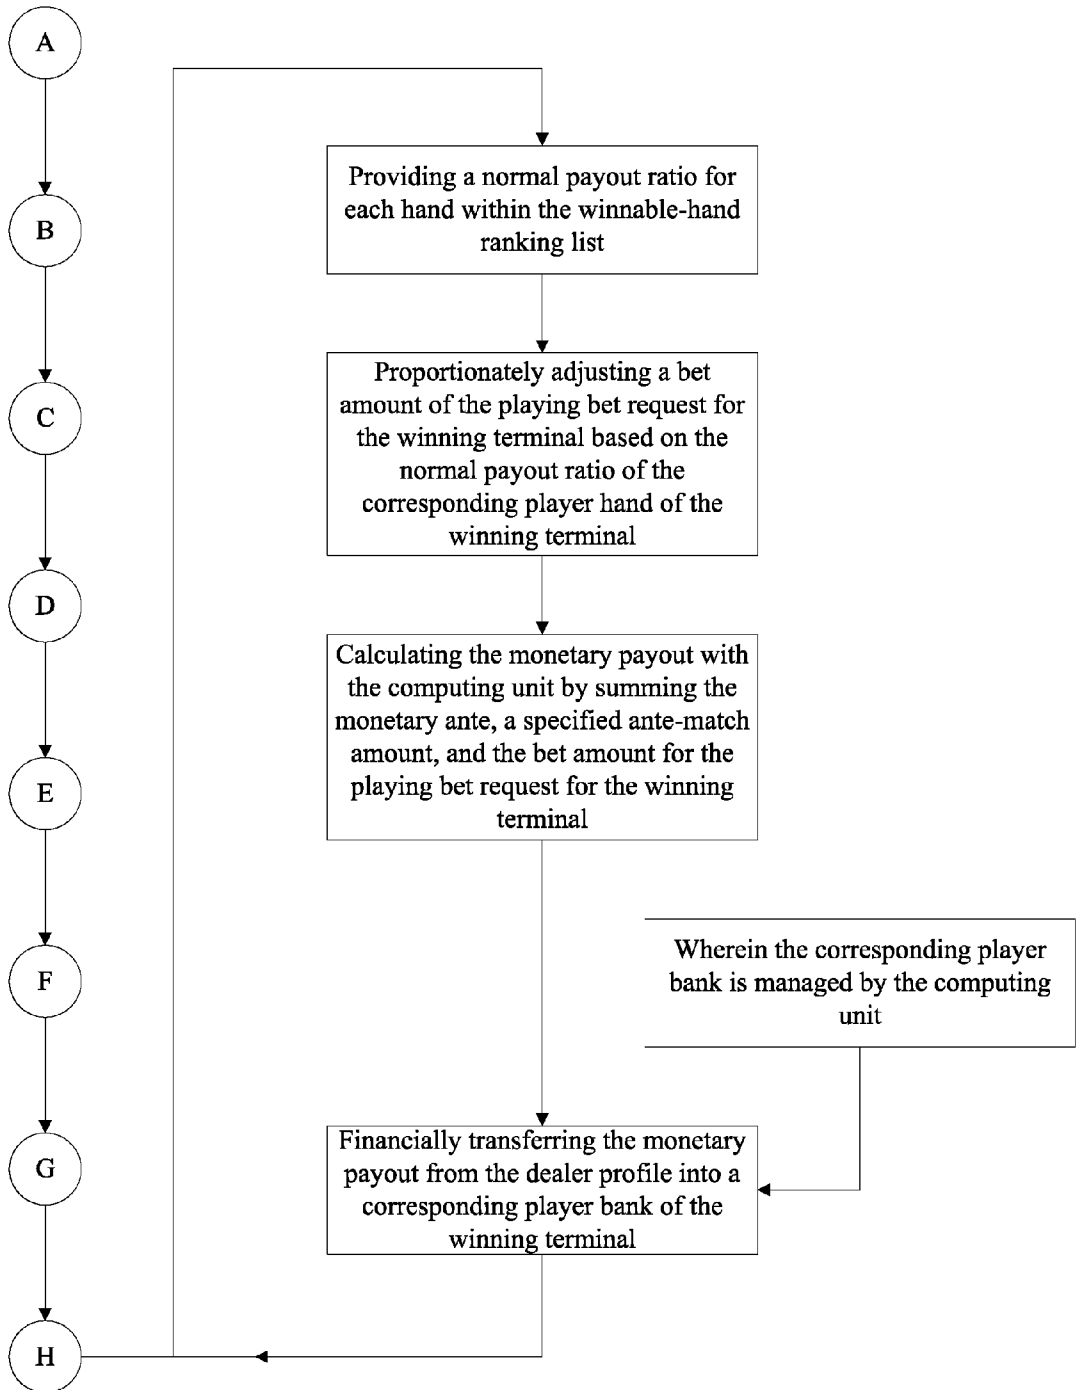 A
B
C
D
E
F
G
H
Providing a normal payout ratio for
each hand within the winnable-hand
ranking list
Proportionately adjusting a bet
amount of the playing bet request for
the winning terminal based on the
normal payout ratio of the
corresponding player hand of the
winning terminal
Calculating the monetary payout with
the computing unit by summing the
monetary ante, a specified ante-match
amount, and the bet amount for the
playing bet request for the winning
terminal
Wherein the corresponding player
bank is managed by the computing
unit
Financially transferring the monetary
payout from the dealer profile into a
corresponding player bank of the
winning terminal